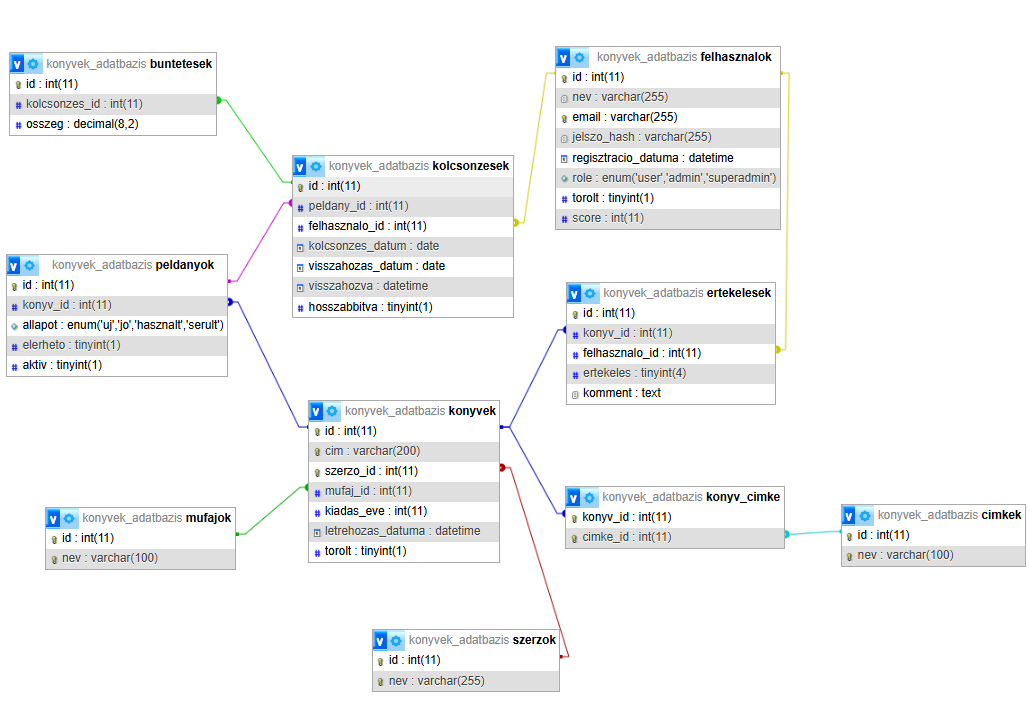 konyvek_adatbazis buntetesek
id : int(11)
kolcsonzes_id : int(11)
osszeg : decimal(8,2)
konyvek_adatbazis felhasznalok
id : int(11)
nev : varchar(255)
email : varchar(255)
jelszo_hash : varchar(255)
regisztracio_datuma : datetime
role : enum('user','admin','superadmin')
torolt : tinyint(1)
score : int(11)
konyvek_adatbazis kolcsonzesek
id : int(11)
peldany_id : int(11)
felhasznalo_id : int(11)
kolcsonzes_datum : date
visszahozas_datum : date
visszahozva : datetime
hosszabbitva : tinyint(1)
konyvek_adatbazis peldanyok
id : int(11)
konyv_id : int(11)
allapot : enum('uj','jo','hasznalt','serult')
elerheto : tinyint(1)
aktiv : tinyint(1)
konyvek_adatbazis ertekelesek
id : int(11)
konyv_id : int(11)
felhasznalo_id : int(11)
ertekeles : tinyint(4)
komment : text
konyvek_adatbazis konyvek
id : int(11)
cim : varchar(200)
szerzo_id : int(11)
mufaj_id : int(11)
kiadas_eve : int(11)
letrehozas_datuma : datetime
torolt : tinyint(1)
konyvek_adatbazis mufajok
id : int(11)
nev : varchar(100)
konyvek_adatbazis konyv_cimke
konyv_id : int(11)
cimke_id : int(11)
konyvek_adatbazis cimkek
id : int(11)
nev : varchar(100)
konyvek_adatbazis szerzok
id : int(11)
nev : varchar(255)